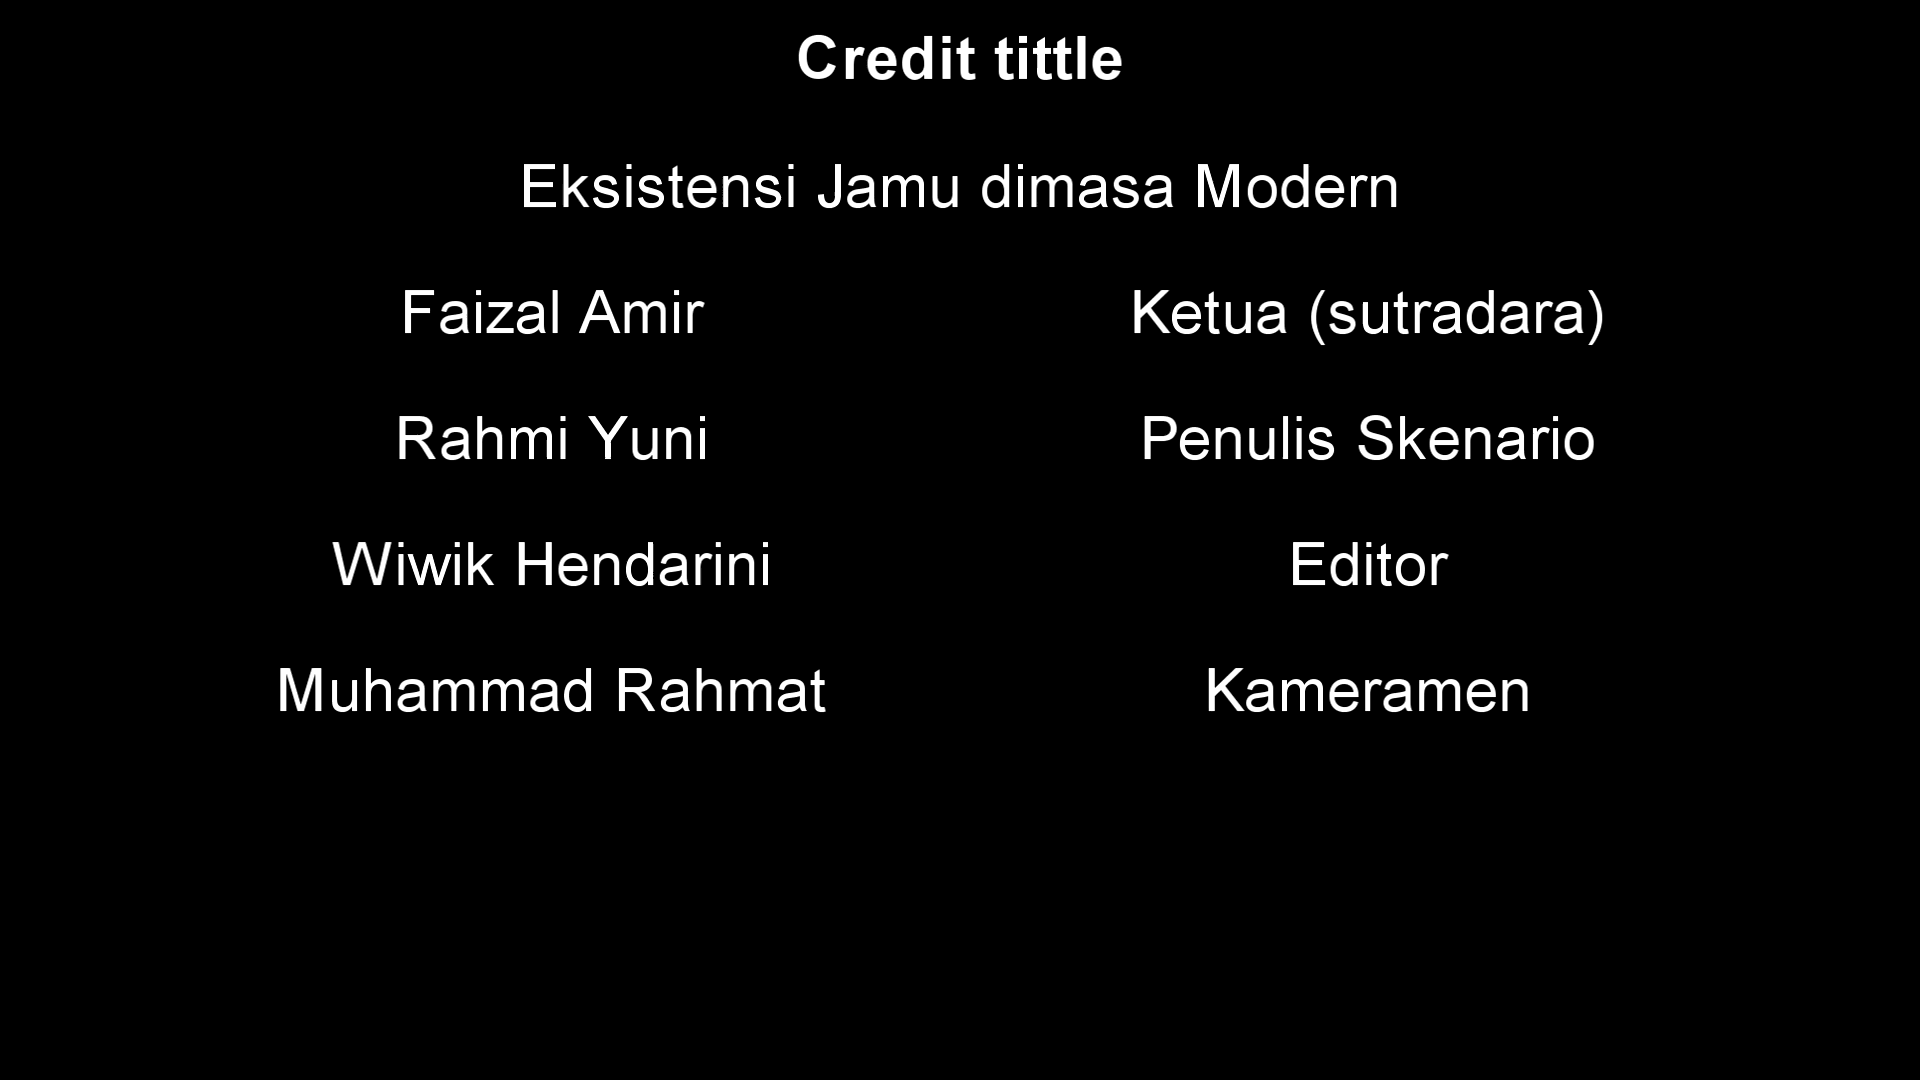 Credit tittle
Eksistensi Jamu dimasa Modern
Faizal Amir Ketua (sutradara)
Rahmi Yuni Penulis Skenario
Wiwik Hendarini Editor
Muhammad Rahmat Kameramen